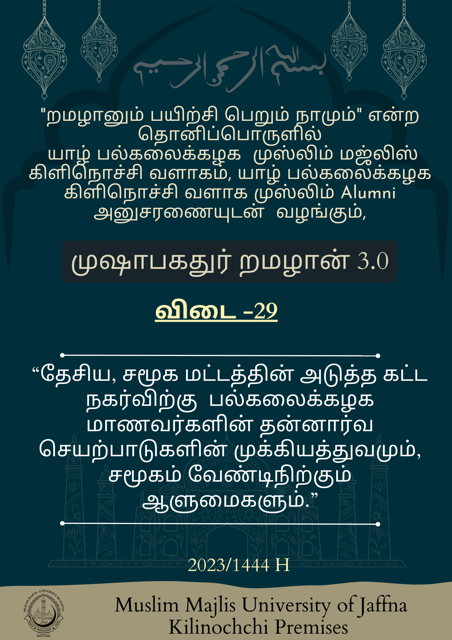 بسم الله الرحمن الرحيم
"றமழானும் பயிற்சி பெறும் நாமும்" என்ற
தொனிப்பொருளில்
யாழ் பல்கலைக்கழக முஸ்லிம் மஜ்லிஸ்
கிளிநொச்சி வளாகம், யாழ் பல்கலைக்கழக
கிளிநொச்சி வளாக முஸ்லிம் Alumni
அனுசரணையுடன் வழங்கும்,
முஷாபகதுர் றமழான் 3.0
விடை -29
“தேசிய, சமூக மட்டத்தின் அடுத்த கட்ட
நகர்விற்கு பல்கலைக்கழக
மாணவர்களின் தன்னார்வ
செயற்பாடுகளின் முக்கியத்துவமும்,
சமூகம் வேண்டிநிற்கும்
ஆளுமைகளும்.”
2023/1444 H
Muslim Majlis University of Jaffna
Kilinochchi Premises